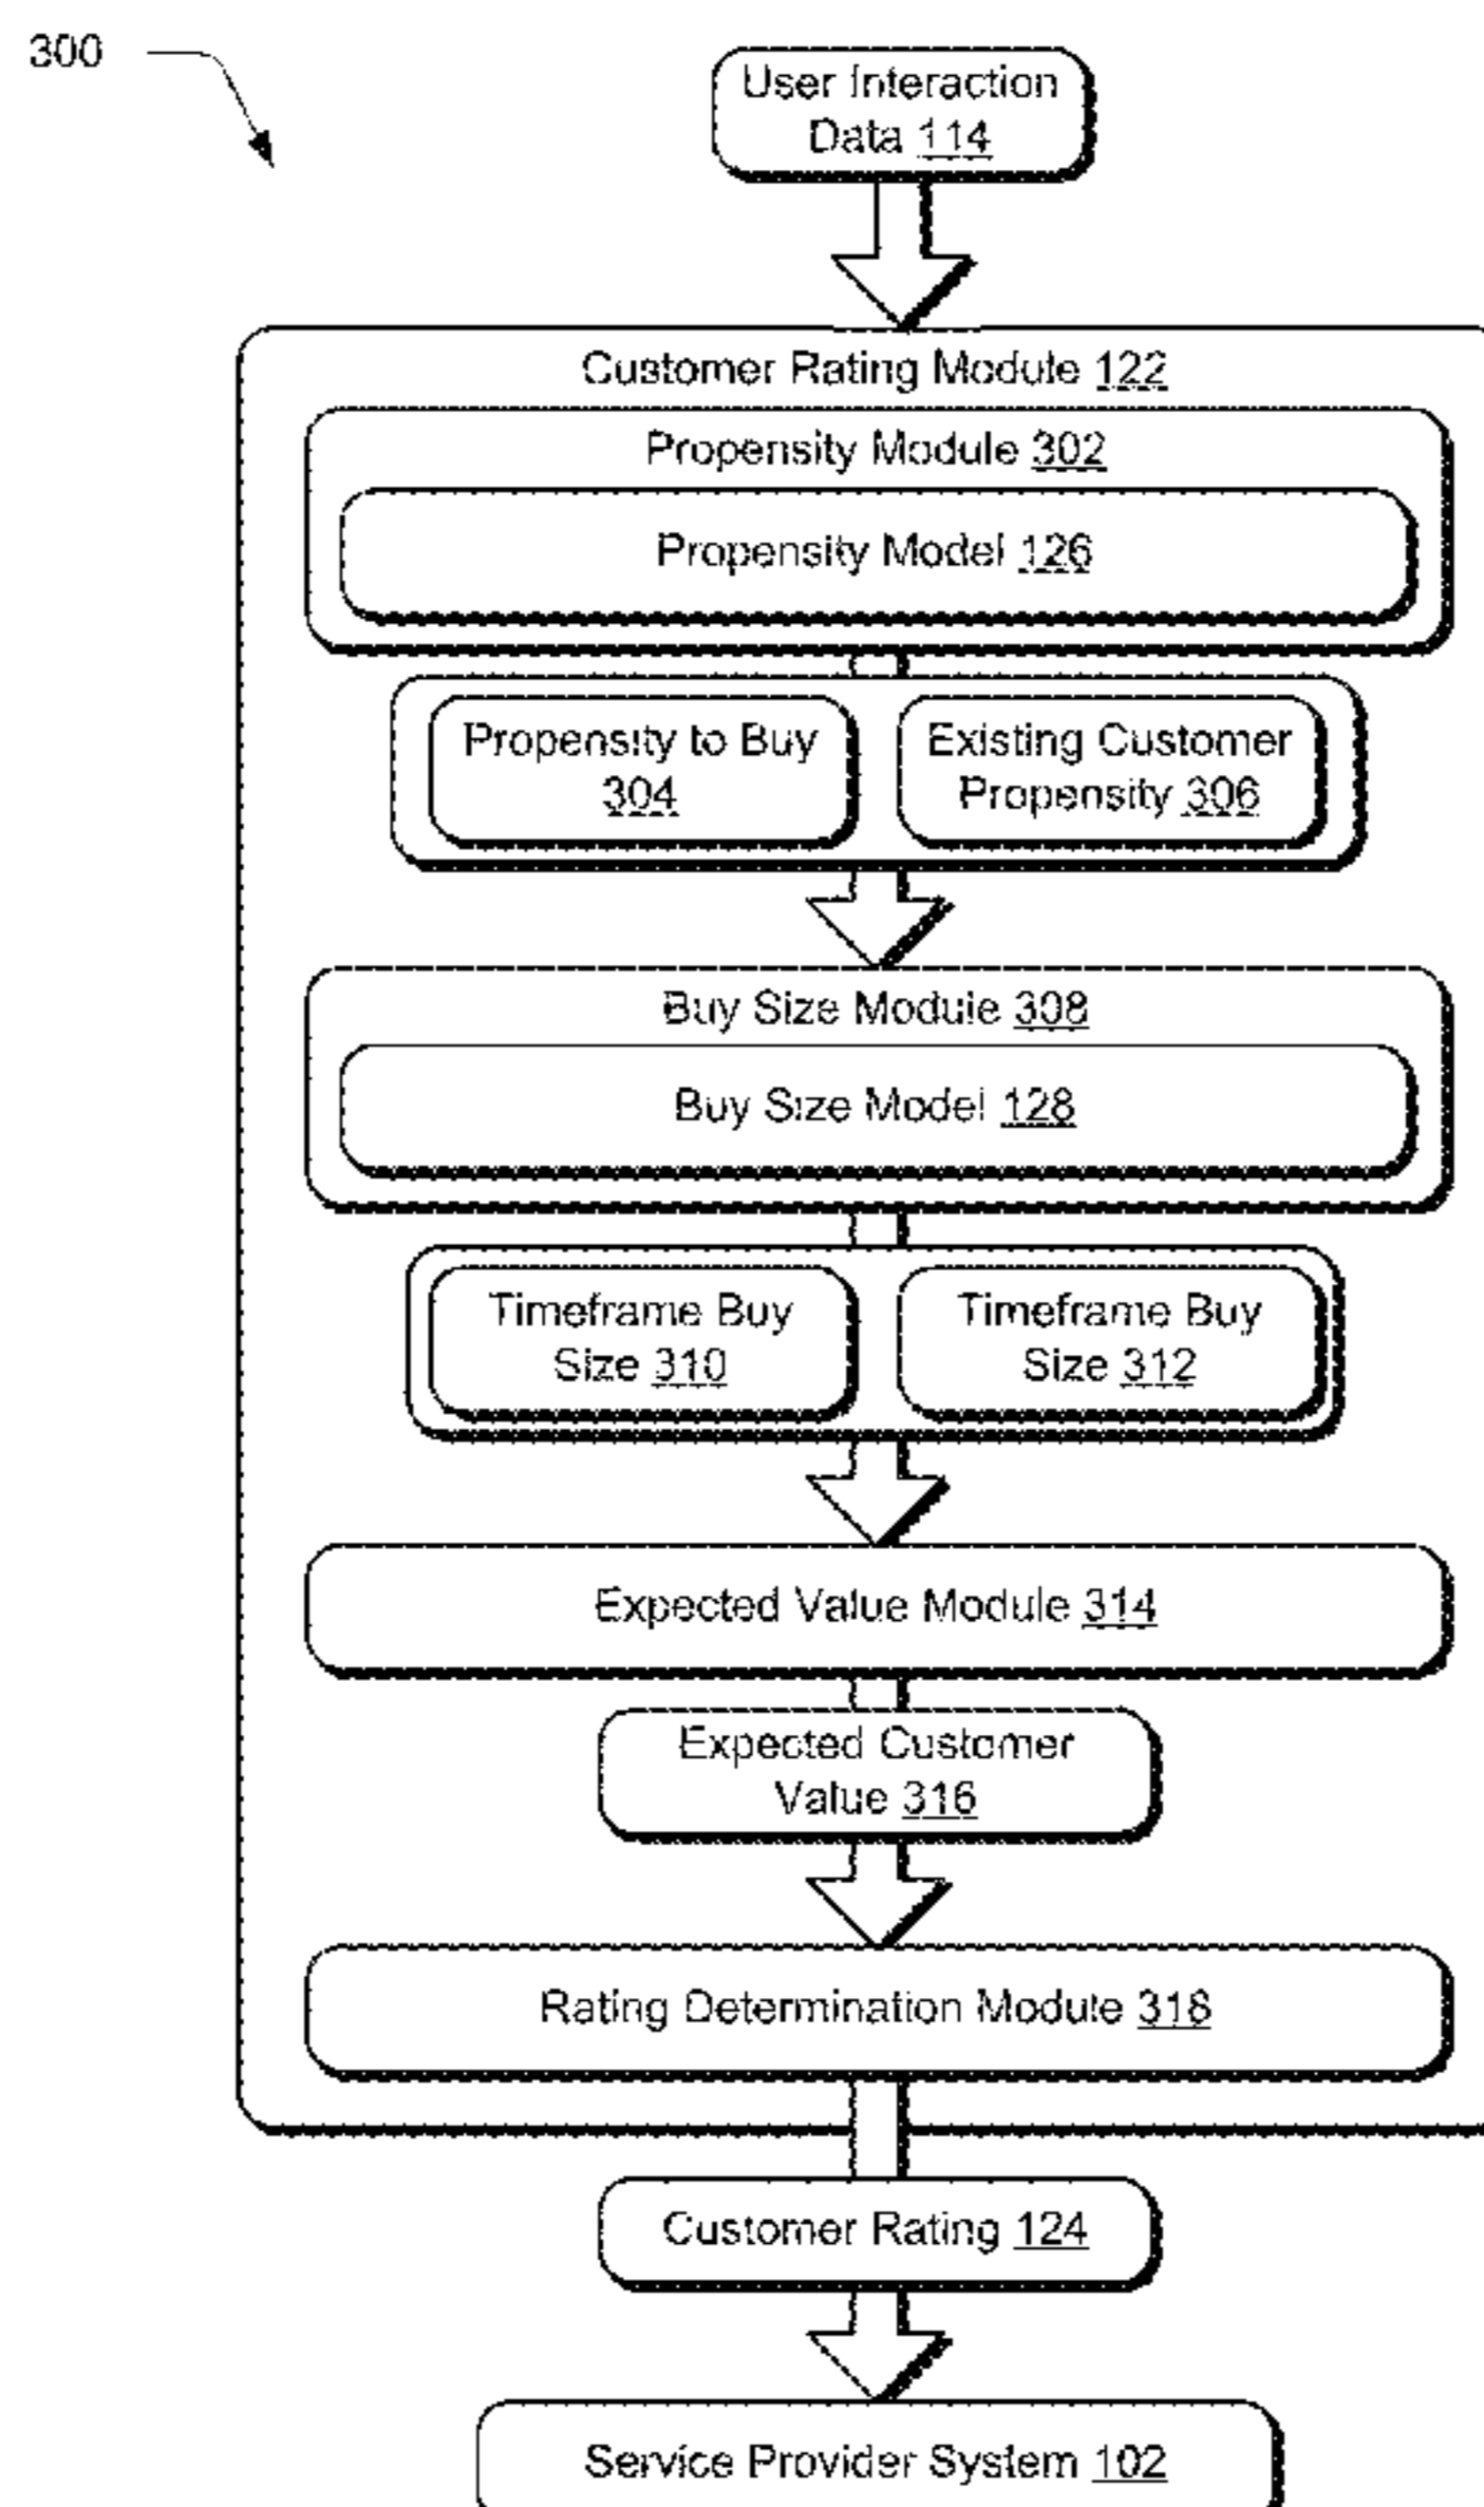 300
User Interaction
Data 114
Customer Rating Module 122
Propensity Module 302
Propensity Model 126
Propensity to Buy
304
Existing Customer
Propensity 306
Buy Size Module 308
Buy Size Model 128
Timeframe Buy
Size 310
Timeframe Buy
Size 312
Expected Value Module 314
Expected Customer
Value 316
Rating Determination Module 318
Customer Rating 124
Service Provider System 102